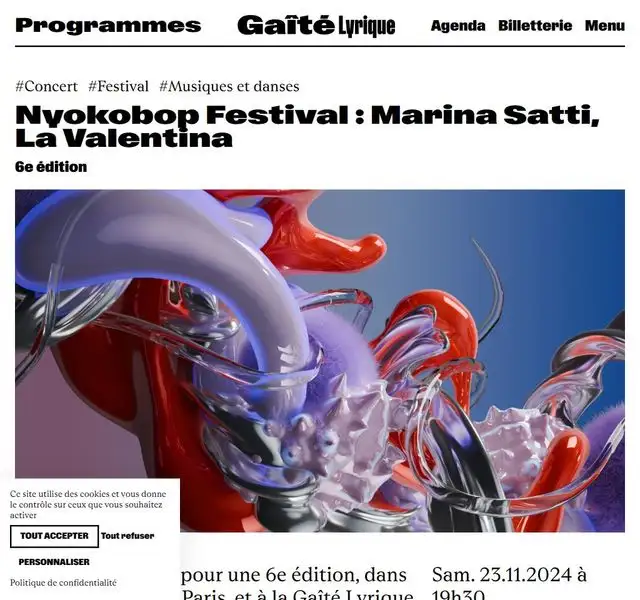 Programmes
Gaîté Lyrique
Agenda Billetterie Menu
#Concert #Festival #Musiques et danses
Nyokobop Festival : Marina Satti,
La Valentina
6e édition
Ce site utilise des cookies et vous donne
le contrôle sur ceux que vous souhaitez
activer
TOUT ACCEPTER Tout refuser
PERSONNALISER
Politique de confidentialité
pour une 6e édition, dans
Paris, et à la Gaîté Lyrique
Sam. 23.11.2024 à
19h30